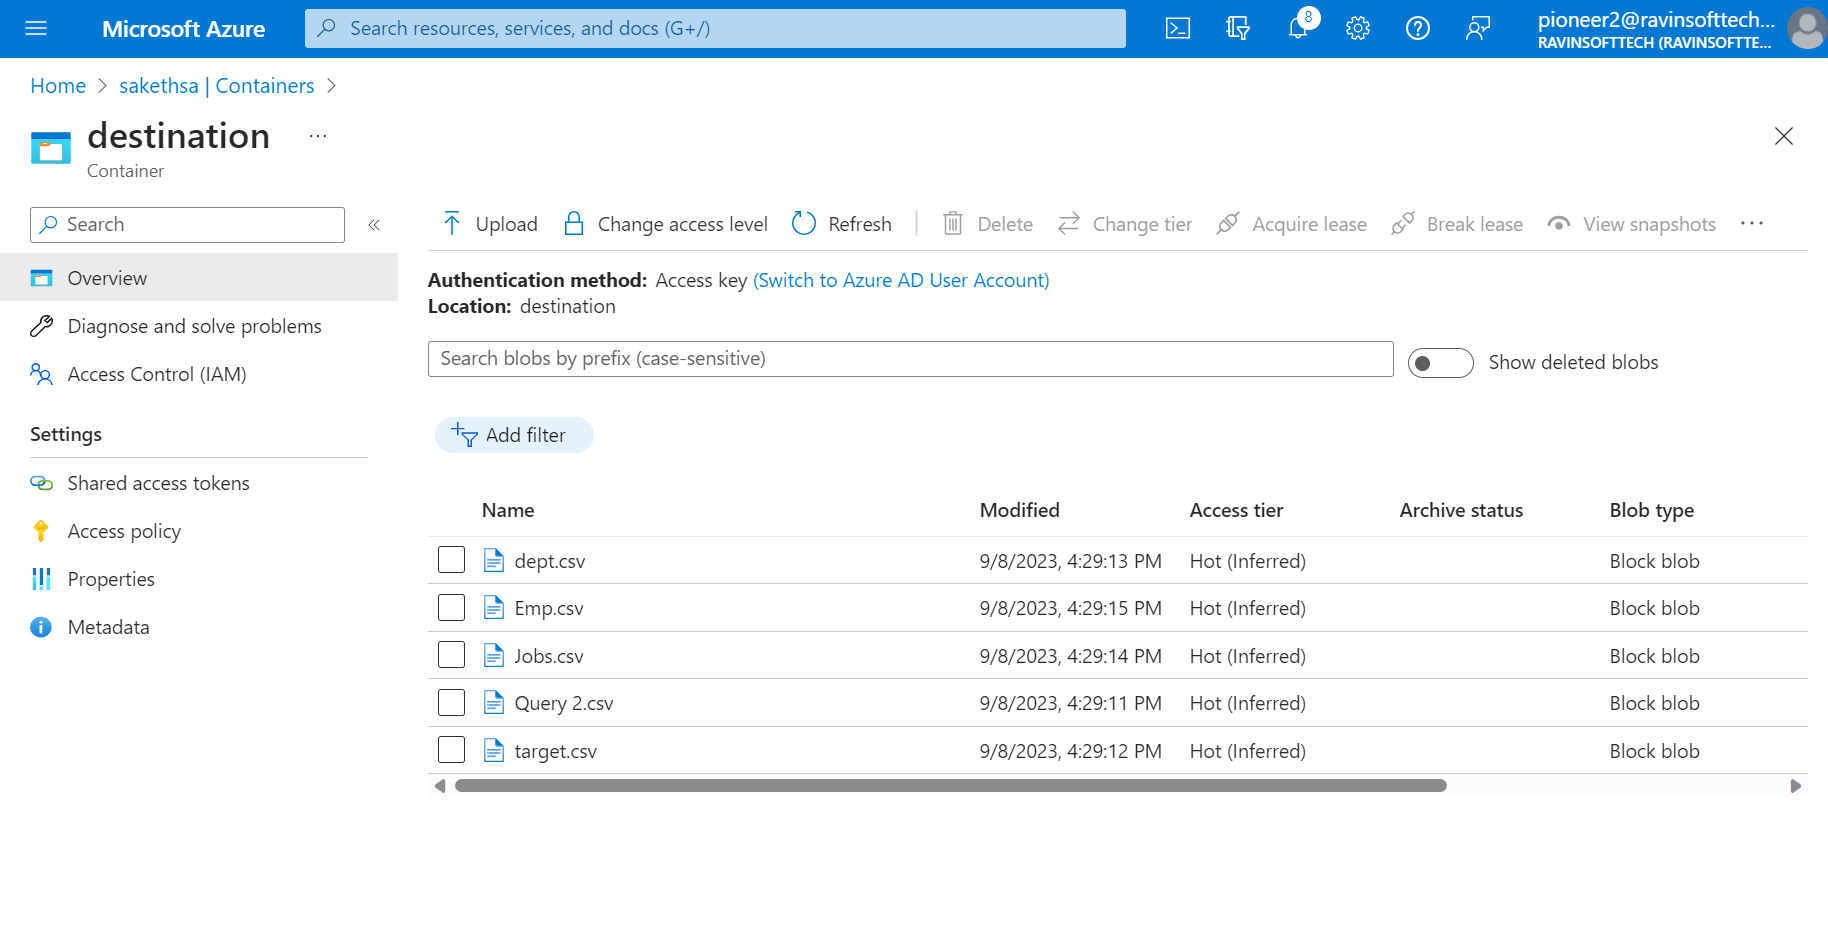 Microsoft Azure
Search resources, services, and docs (G+/)
8
pioneer2@ravinsofttech...
RAVINSOFTTECH (RAVINSOFTTE...
Home > sakethsa | Containers >
destination ...
Container
Search «
Upload Change access level Refresh Delete Change tier Acquire lease Break lease View snapshots ...
Overview
Diagnose and solve problems
Access Control (IAM)
Settings
Shared access tokens
Access policy
Properties
Metadata
Authentication method: Access key (Switch to Azure AD User Account)
Location: destination
Search blobs by prefix (case-sensitive)
Show deleted blobs
Add filter
Name Modified Access tier Archive status Blob type
dept.csv 9/8/2023, 4:29:13 PM Hot (Inferred) Block blob
Emp.csv 9/8/2023, 4:29:15 PM Hot (Inferred) Block blob
Jobs.csv 9/8/2023, 4:29:14 PM Hot (Inferred) Block blob
Query 2.csv 9/8/2023, 4:29:11 PM Hot (Inferred) Block blob
target.csv 9/8/2023, 4:29:12 PM Hot (Inferred) Block blob